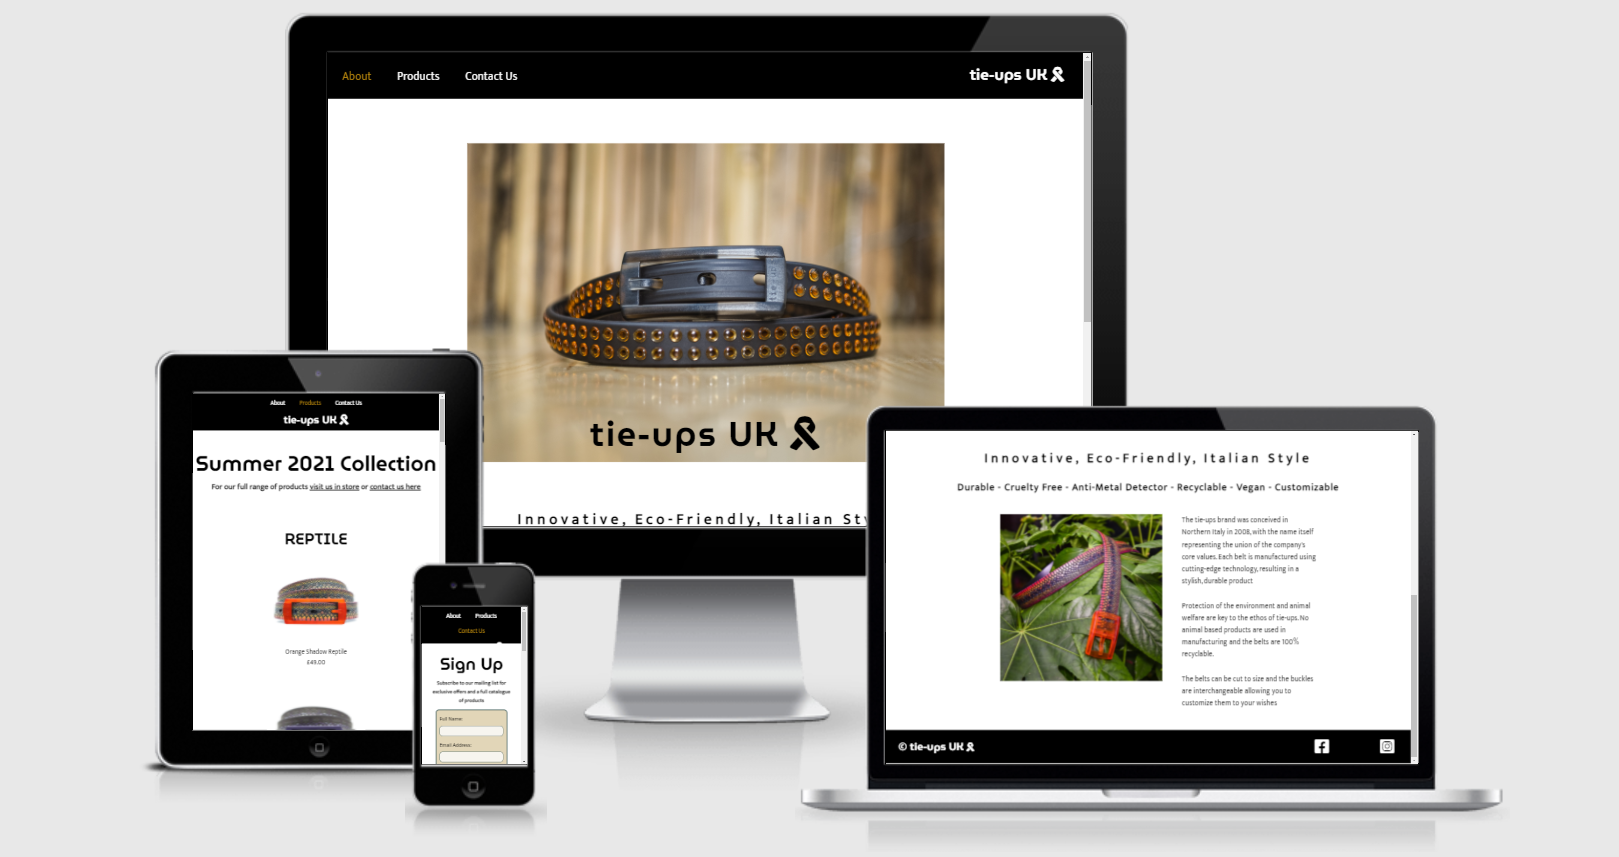 About Products Contact Us
tie-ups UK
tie-ups
tie-ups UK
Innovative, Eco-Friendly, Italian
About Products Contact Us
tie-ups UK
Summer 2021 Collection
For our full range of products visit us in store or contact us here
REPTILE
Orange Shadow Reptile
£49.00
About Products
Contact Us
Sign Up
Subscribe to our mailing list for
exclusive offers and a full catalogue
of products
Full Name:
Email Address:
Innovative, Eco-Friendly, Italian Style
Durable - Cruelty Free - Anti-Metal Detector - Recyclable - Vegan - Customizable
The tie-ups brand was conceived in
Northern Italy in 2008, with the name itself
representing the union of the company's
core values. Each belt is manufactured using
cutting-edge technology, resulting in a
stylish, durable product
Protection of the environment and animal
welfare are key to the ethos of tie-ups. No
animal based products are used in
manufacturing and the belts are 100%
recyclable.
The belts can be cut to size and the buckles
are interchangeable allowing you to
customize them to your wishes
© tie-ups UK